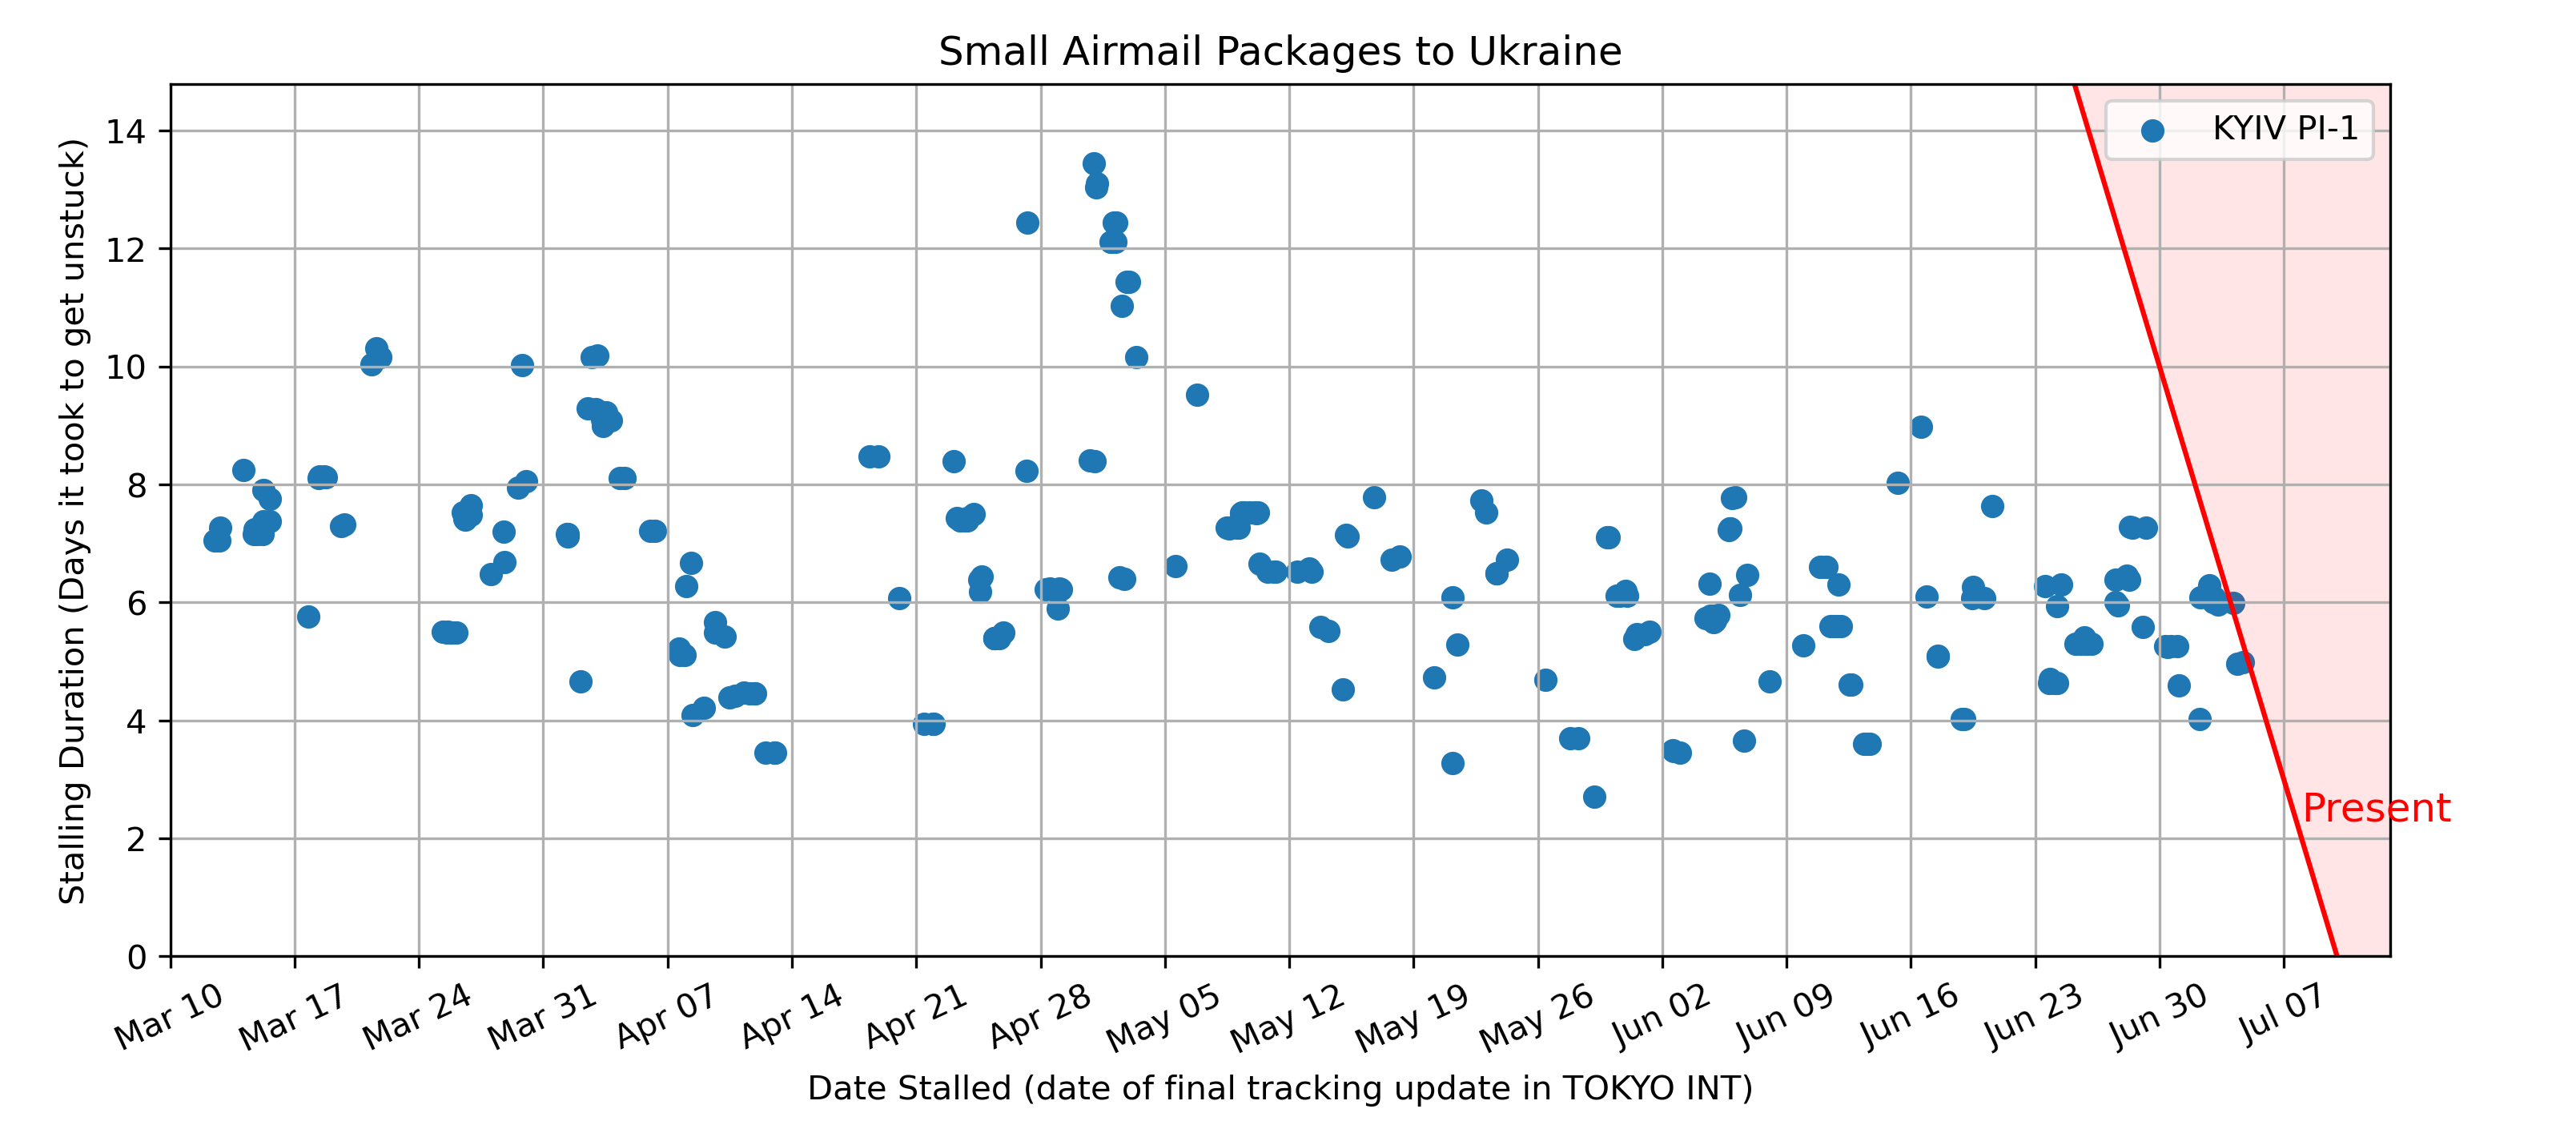 Small Airmail Packages to Ukraine
KYIV PI-1
Present
Stalling Duration (Days it took to get unstuck)
14
12
10
8
6
4
2
0
Mar 10
Mar 17
Mar 24
Mar 31
Apr 07
Apr 14
Apr 21
Apr 28
May 05
May 12
May 19
May 26
Jun 02
Jun 09
Jun 16
Jun 23
Jun 30
Jul 07
Date Stalled (date of final tracking update in TOKYO INT)